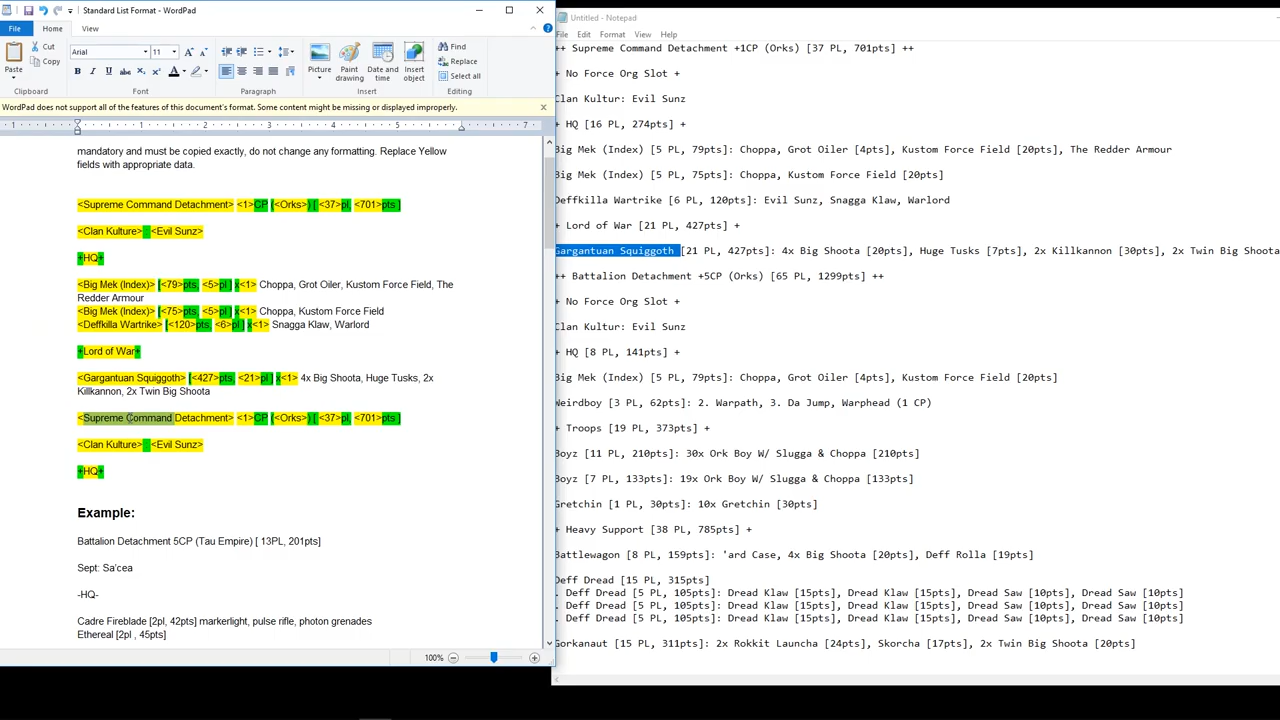 Standard List Format - WordPad
File Home View
Paste Cut Copy
Clipboard
Arial 11
B I U abc X₂ X² A
Font
Paragraph
Picture Paint drawing Date and time Insert object
Insert
Find
Replace
Select all
Editing
WordPad does not support all of the features of this document's format. Some content might be missing or displayed improperly.
1 1 2 3 4 5 7
mandatory and must be copied exactly, do not change any formatting. Replace Yellow
fields with appropriate data.
<Supreme Command Detachment> <1>CP (<Orks>) [ <37> pl, <701>pts ]
<Clan Kulture> <Evil Sunz>
+HQ+
<Big Mek (Index)> [<79>pts, <5>pl ] x<1> Choppa, Grot Oiler, Kustom Force Field, The
Redder Armour
<Big Mek (Index)> [<75>pts, <5>pl ] x<1> Choppa, Kustom Force Field
<Deffkilla Wartrike> [<120>pts, <6>pl ] x<1> Snagga Klaw, Warlord
+Lord of War+
<Gargantuan Squiggoth> [<427>pts, <21>pl ] x<1> 4x Big Shoota, Huge Tusks, 2x
Killkannon, 2x Twin Big Shoota
<Supreme Command Detachment> <1>CP (<Orks>) [ <37> pl, <701>pts ]
<Clan Kulture> <Evil Sunz>
+HQ+
Example:
Battalion Detachment 5CP (Tau Empire) [ 13PL, 201pts]
Sept: Sa'cea
-HQ-
Cadre Fireblade [2pl, 42pts] markerlight, pulse rifle, photon grenades
Ethereal [2pl , 45pts]
100%
Untitled - Notepad
File Edit Format View Help
++ Supreme Command Detachment +1CP (Orks) [37 PL, 701pts] ++
+ No Force Org Slot +
Clan Kultur: Evil Sunz
+ HQ [16 PL, 274pts] +
Big Mek (Index) [5 PL, 79pts]: Choppa, Grot Oiler [4pts], Kustom Force Field [20pts], The Redder Armour
Big Mek (Index) [5 PL, 75pts]: Choppa, Kustom Force Field [20pts]
Deffkilla Wartrike [6 PL, 120pts]: Evil Sunz, Snagga Klaw, Warlord
+ Lord of War [21 PL, 427pts] +
Gargantuan Squiggoth [21 PL, 427pts]: 4x Big Shoota [20pts], Huge Tusks [7pts], 2x Killkannon [30pts], 2x Twin Big Shoota
++ Battalion Detachment +5CP (Orks) [65 PL, 1299pts] ++
+ No Force Org Slot +
Clan Kultur: Evil Sunz
+ HQ [8 PL, 141pts] +
Big Mek (Index) [5 PL, 79pts]: Choppa, Grot Oiler [4pts], Kustom Force Field [20pts]
Weirdboy [3 PL, 62pts]: 2. Warpath, 3. Da Jump, Warphead (1 CP)
+ Troops [19 PL, 373pts] +
Boyz [11 PL, 210pts]: 30x Ork Boy W/ Slugga & Choppa [210pts]
Boyz [7 PL, 133pts]: 19x Ork Boy W/ Slugga & Choppa [133pts]
Gretchin [1 PL, 30pts]: 10x Gretchin [30pts]
+ Heavy Support [38 PL, 785pts] +
Battlewagon [8 PL, 159pts]: 'ard Case, 4x Big Shoota [20pts], Deff Rolla [19pts]
Deff Dread [15 PL, 315pts]
. Deff Dread [5 PL, 105pts]: Dread Klaw [15pts], Dread Klaw [15pts], Dread Saw [10pts], Dread Saw [10pts]
. Deff Dread [5 PL, 105pts]: Dread Klaw [15pts], Dread Klaw [15pts], Dread Saw [10pts], Dread Saw [10pts]
. Deff Dread [5 PL, 105pts]: Dread Klaw [15pts], Dread Klaw [15pts], Dread Saw [10pts], Dread Saw [10pts]
Gorkanaut [15 PL, 311pts]: 2x Rokkit Launcha [24pts], Skorcha [17pts], 2x Twin Big Shoota [20pts]